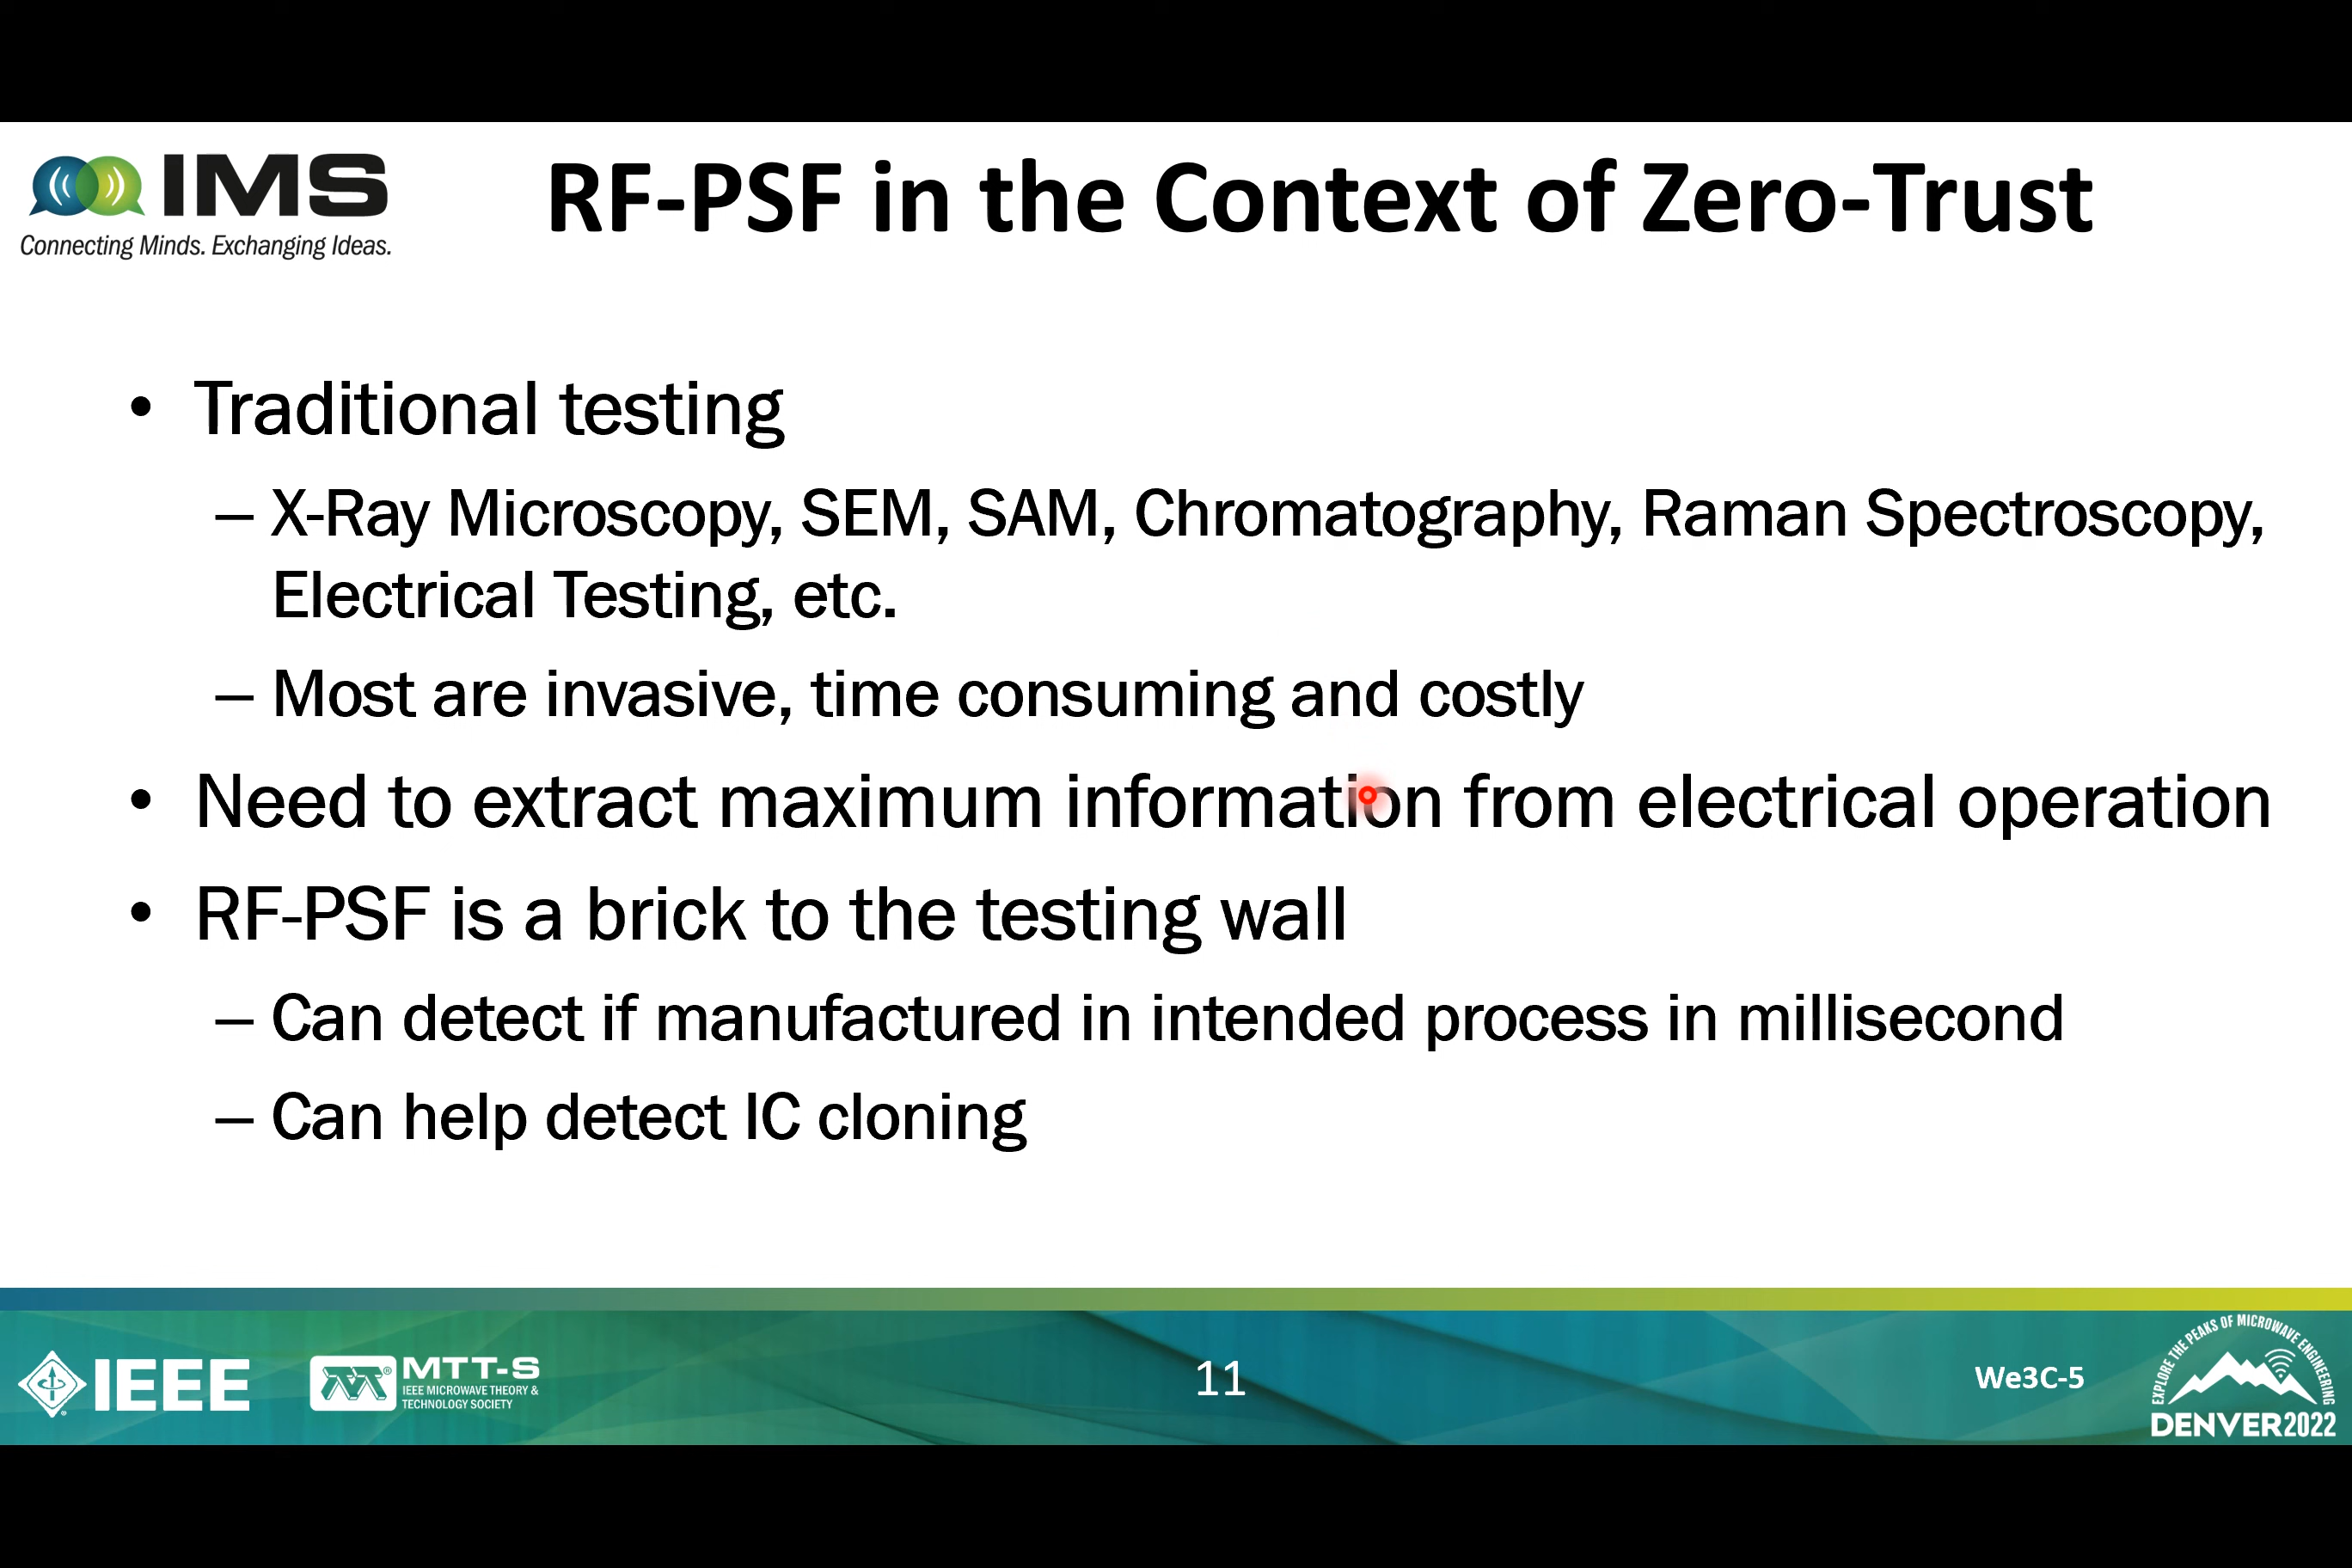 IMS
Connecting Minds. Exchanging Ideas.
RF-PSF in the Context of Zero-Trust
• Traditional testing
– X-Ray Microscopy, SEM, SAM, Chromatography, Raman Spectroscopy,
Electrical Testing, etc.
– Most are invasive, time consuming and costly
• Need to extract maximum information from electrical operation
• RF-PSF is a brick to the testing wall
– Can detect if manufactured in intended process in millisecond
– Can help detect IC cloning
IEEE
MTT-S
IEEE MICROWAVE THEORY &
TECHNOLOGY SOCIETY
11
We3C-5
EXPLORE THE PEAKS OF MICROWAVE ENGINEERING
DENVER2022